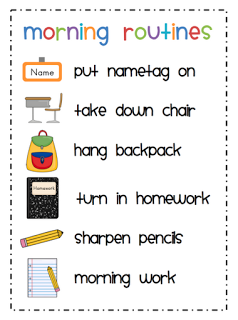 morning routines
Name
put nametag on
take down chair
hang backpack
Homework
turn in homework
sharpen pencils
morning work